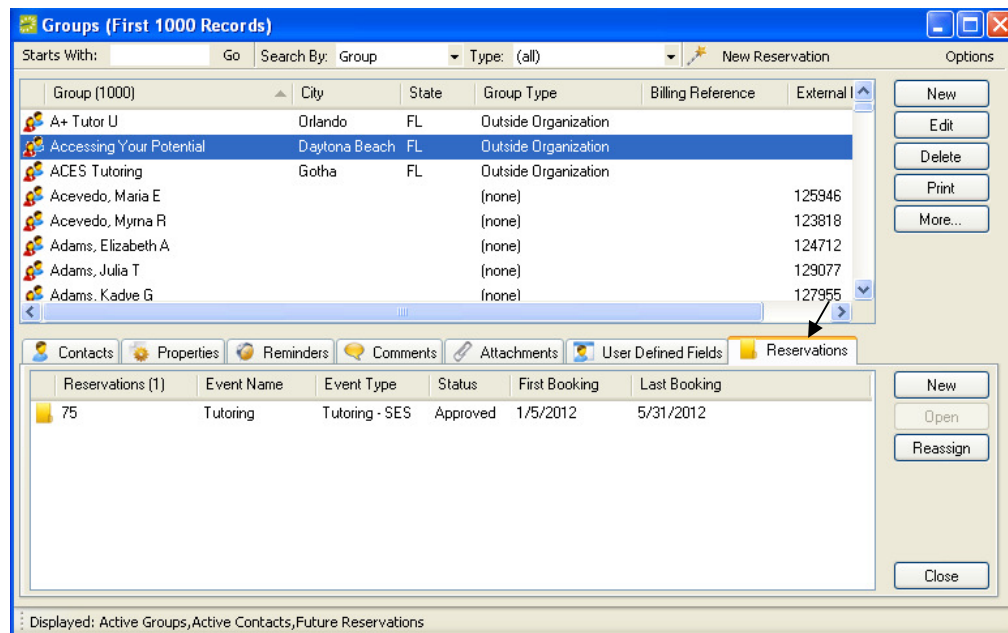 Groups (First 1000 Records)
Starts With: Go Search By: Group Type: (all) New Reservation Options
Group (1000) City State Group Type Billing Reference External I
A+ Tutor U Orlando FL Outside Organization
Accessing Your Potential Daytona Beach FL Outside Organization
ACES Tutoring Gotha FL Outside Organization
Acevedo, Maria E (none) 125946
Acevedo, Myrna R (none) 123818
Adams, Elizabeth A (none) 124712
Adams, Julia T (none) 129077
Adams, Kadye G (none) 127955
New
Edit
Delete
Print
More...
Contacts Properties Reminders Comments Attachments User Defined Fields Reservations
Reservations (1) Event Name Event Type Status First Booking Last Booking
75 Tutoring Tutoring - SES Approved 1/5/2012 5/31/2012
New
Open
Reassign
Close
Displayed: Active Groups,Active Contacts,Future Reservations